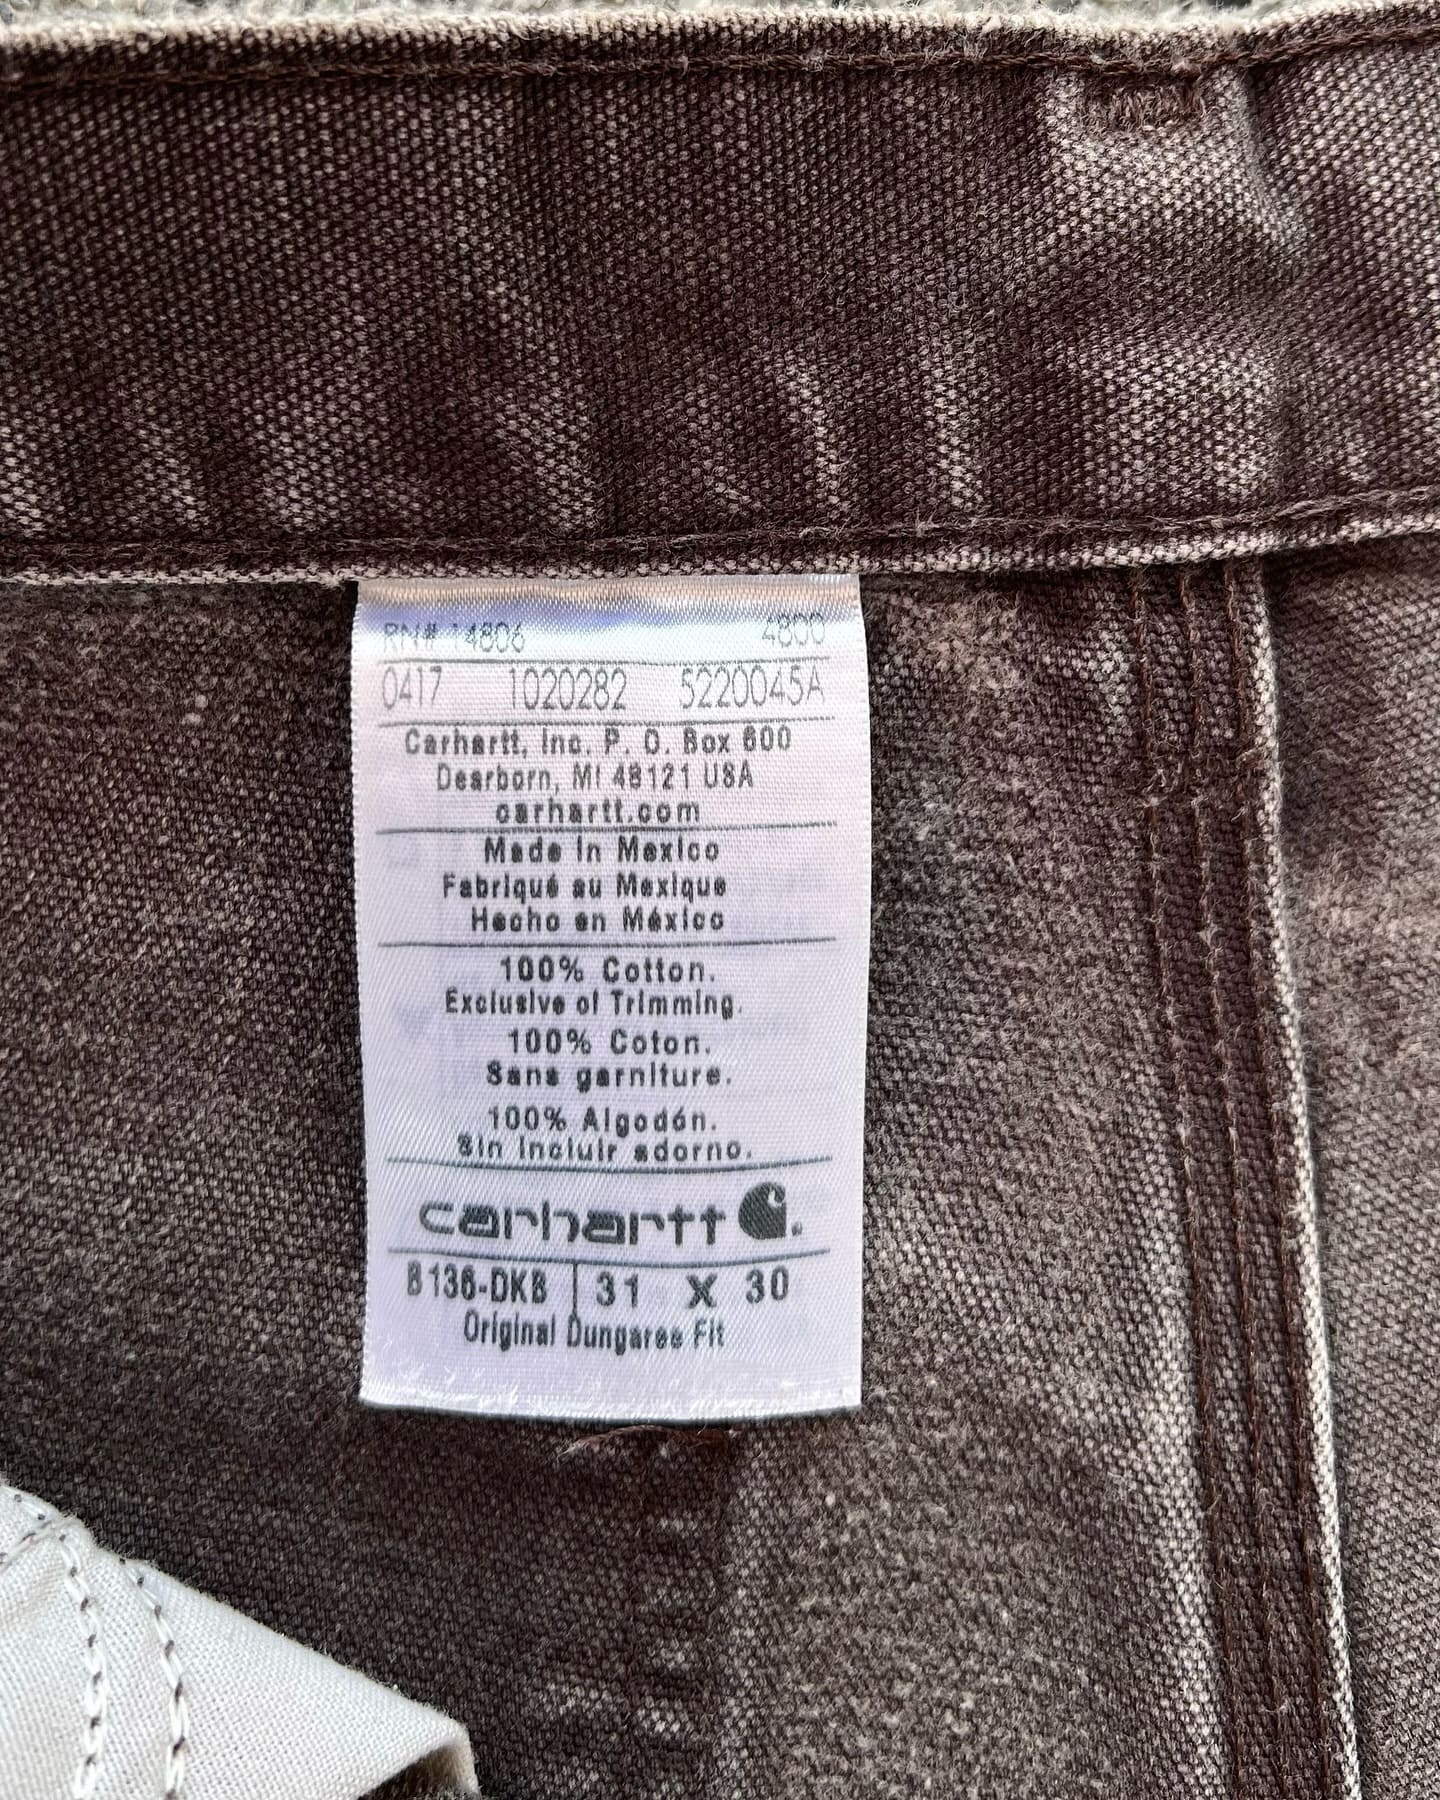 RN# 14806 4800
0417 1020282 5220045A
Carhartt, Inc. P. O. Box 600
Dearborn, MI 48121 USA
carhartt.com
Made in Mexico
Fabriqué au Mexique
Hecho en México
100% Cotton.
Exclusive of Trimming.
100% Coton.
Sans garniture.
100% Algodón.
Sin incluir adorno.
carhartt
B136-DKB 31 X 30
Original Dungaree Fit